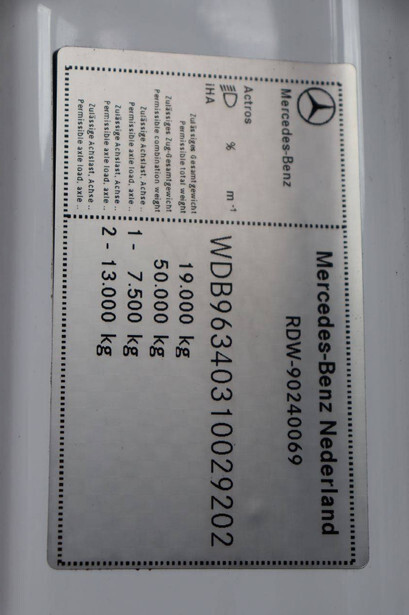 Mercedes-Benz Nederland
Mercedes-Benz
RDW-90240069
Actros
% m⁻¹
iHA
WDB96340310029202
Zulässiges Gesamtgewicht
Permissible total weight
19.000 kg
Zulässiges Zug-Gesamtgewicht
Permissible combination weight
50.000 kg
Zulässige Achslast, Achse ..
Permissible axle load, axle ..
1 - 7.500 kg
Zulässige Achslast, Achse ..
Permissible axle load, axle ..
2 - 13.000 kg
Zulässige Achslast, Achse ..
Permissible axle load, axle ..